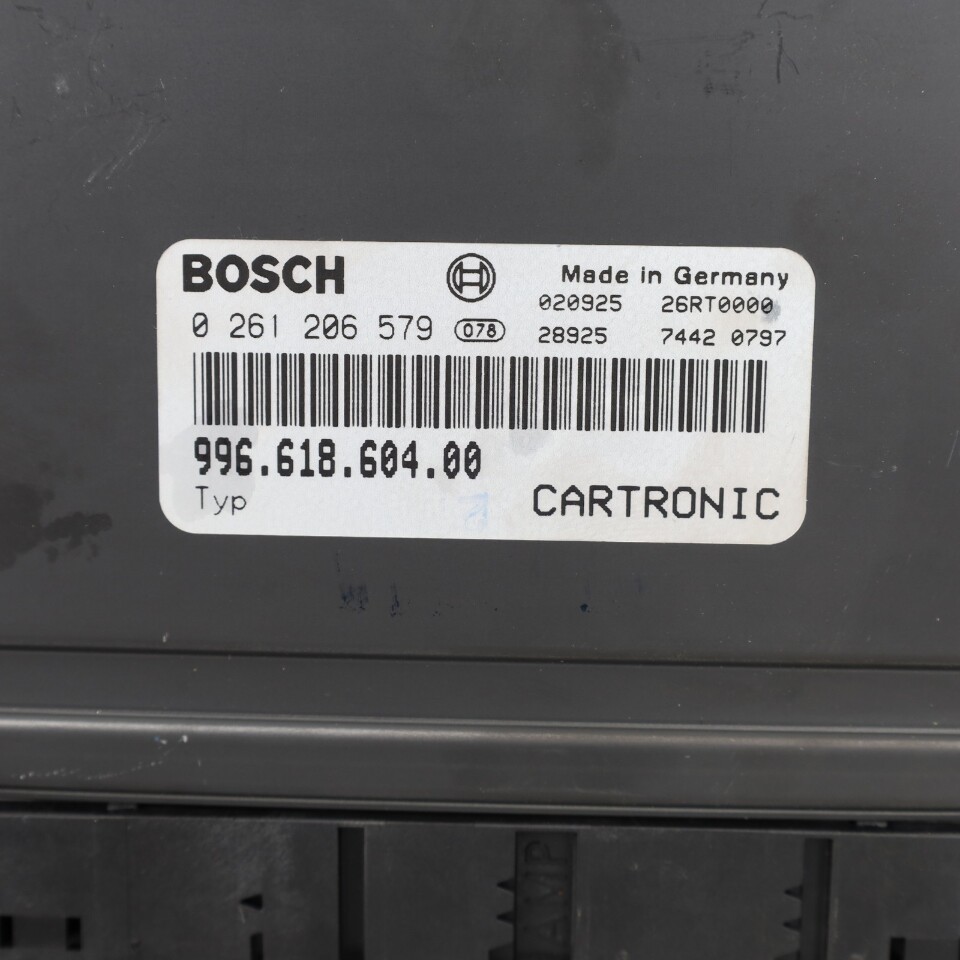 BOSCH Made in Germany
020925 26RT0000
0 261 206 579 078 28925 7442 0797
996.618.604.00
Typ CARTRONIC
AMP